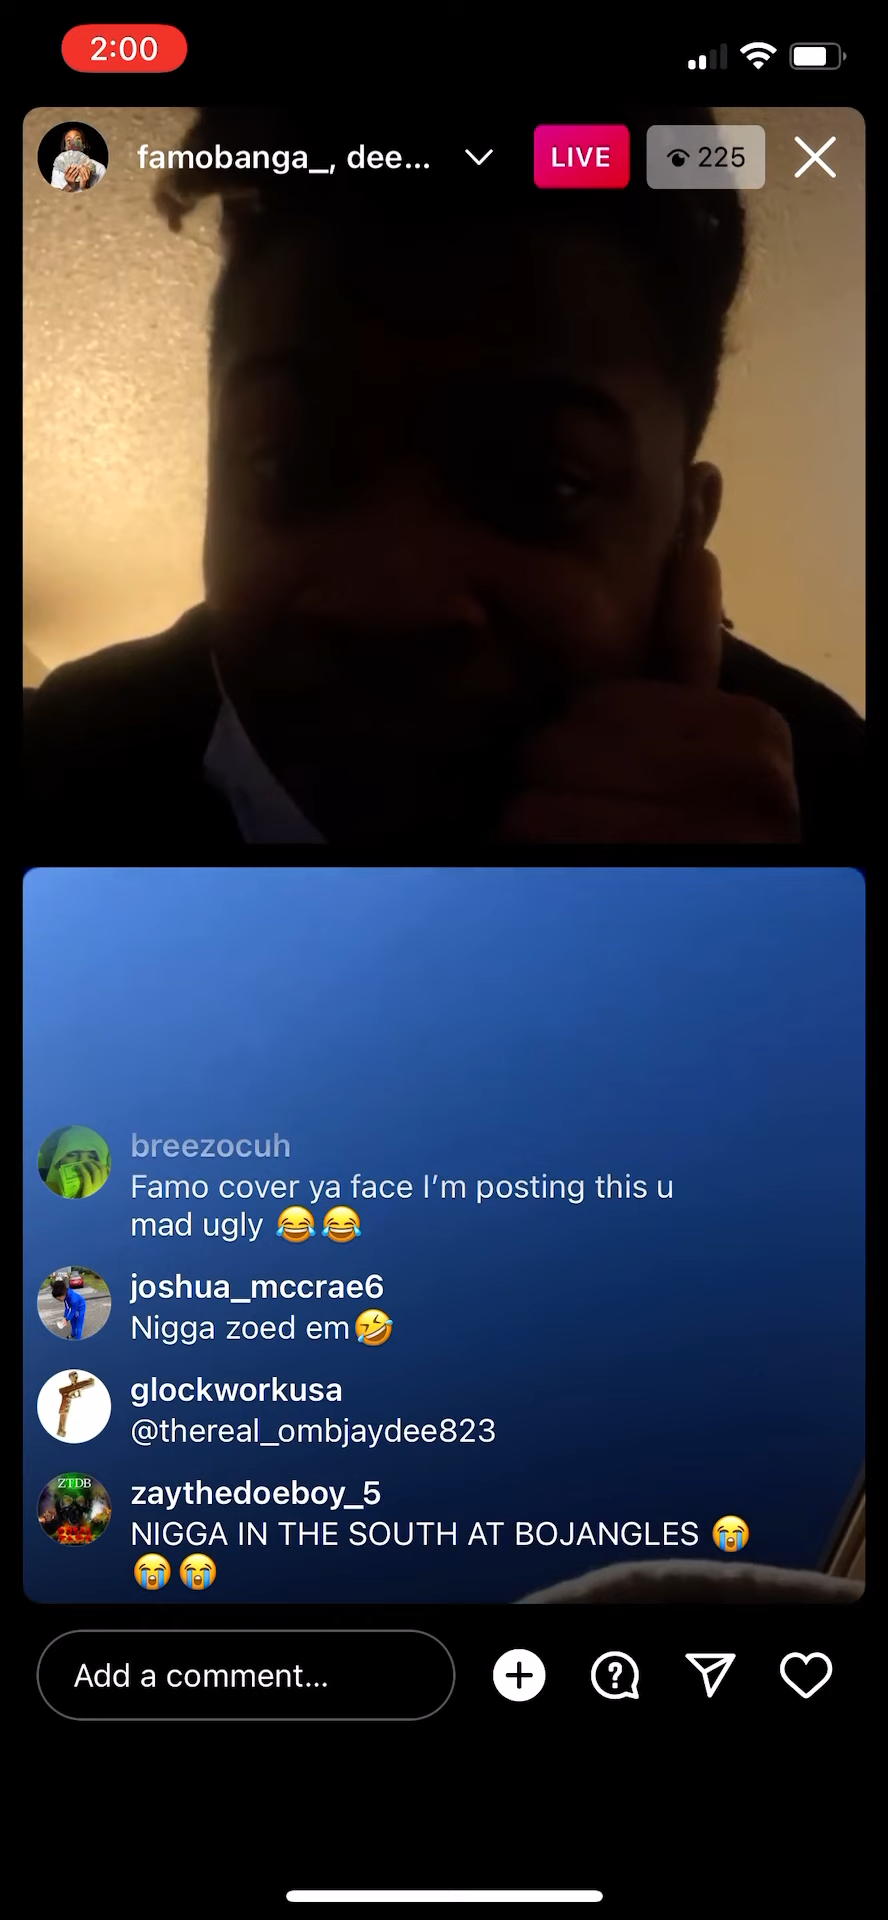 2:00
famobanga_, dee...
LIVE
225
breezocuh
Famo cover ya face I’m posting this u
mad ugly 😂😂
joshua_mccrae6
Nigga zoed em🤣
glockworkusa
@thereal_ombjaydee823
ZTDB
zaythedoeboy_5
NIGGA IN THE SOUTH AT BOJANGLES 😭
😭😭
Add a comment...